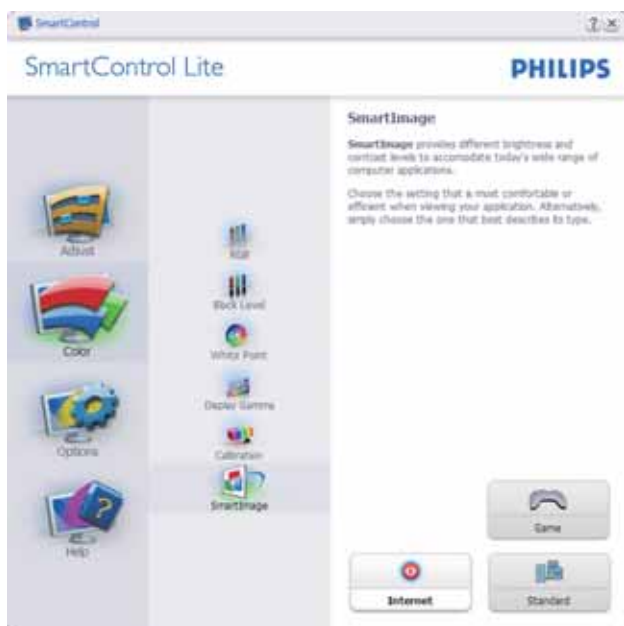 SmartControl
? x
SmartControl Lite
PHILIPS
Adjust
Color
Options
Help
RGB
Black Level
White Point
Display Gamma
Calibration
SmartImage
SmartImage
SmartImage provides different brightness and
contrast levels to accomodate today's wide range of
computer applications.
Choose the setting that is most comfortable or
efficient when viewing your application. Alternatively,
simply choose the one that best describes its type.
Game
Internet
Standard